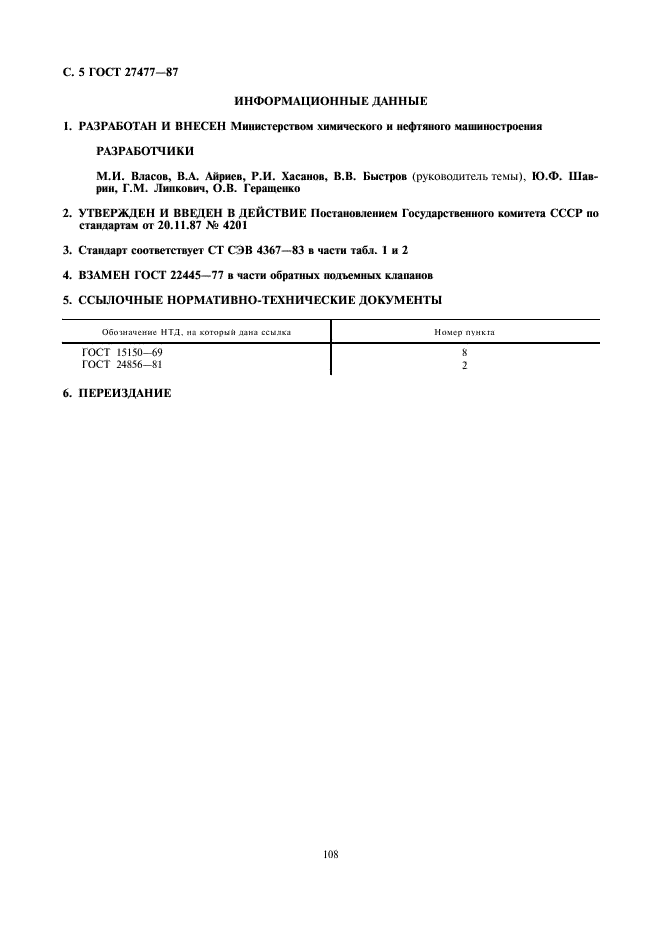 С. 5 ГОСТ 27477—87
ИНФОРМАЦИОННЫЕ ДАННЫЕ
1. РАЗРАБОТАН И ВНЕСЕН Министерством химического и нефтяного машиностроения
РАЗРАБОТЧИКИ
М.И. Власов, В.А. Айриев, Р.И. Хасанов, В.В. Быстров (руководитель темы), Ю.Ф. Шав-
рин, Г.М. Липкович, О.В. Геращенко
2. УТВЕРЖДЕН И ВВЕДЕН В ДЕЙСТВИЕ Постановлением Государственного комитета СССР по
стандартам от 20.11.87 № 4201
3. Стандарт соответствует СТ СЭВ 4367—83 в части табл. 1 и 2
4. ВЗАМЕН ГОСТ 22445—77 в части обратных подъемных клапанов
5. ССЫЛОЧНЫЕ НОРМАТИВНО-ТЕХНИЧЕСКИЕ ДОКУМЕНТЫ
Обозначение НТД, на который дана ссылка Номер пункта
ГОСТ 15150—69 8
ГОСТ 24856—81 2
6. ПЕРЕИЗДАНИЕ
108